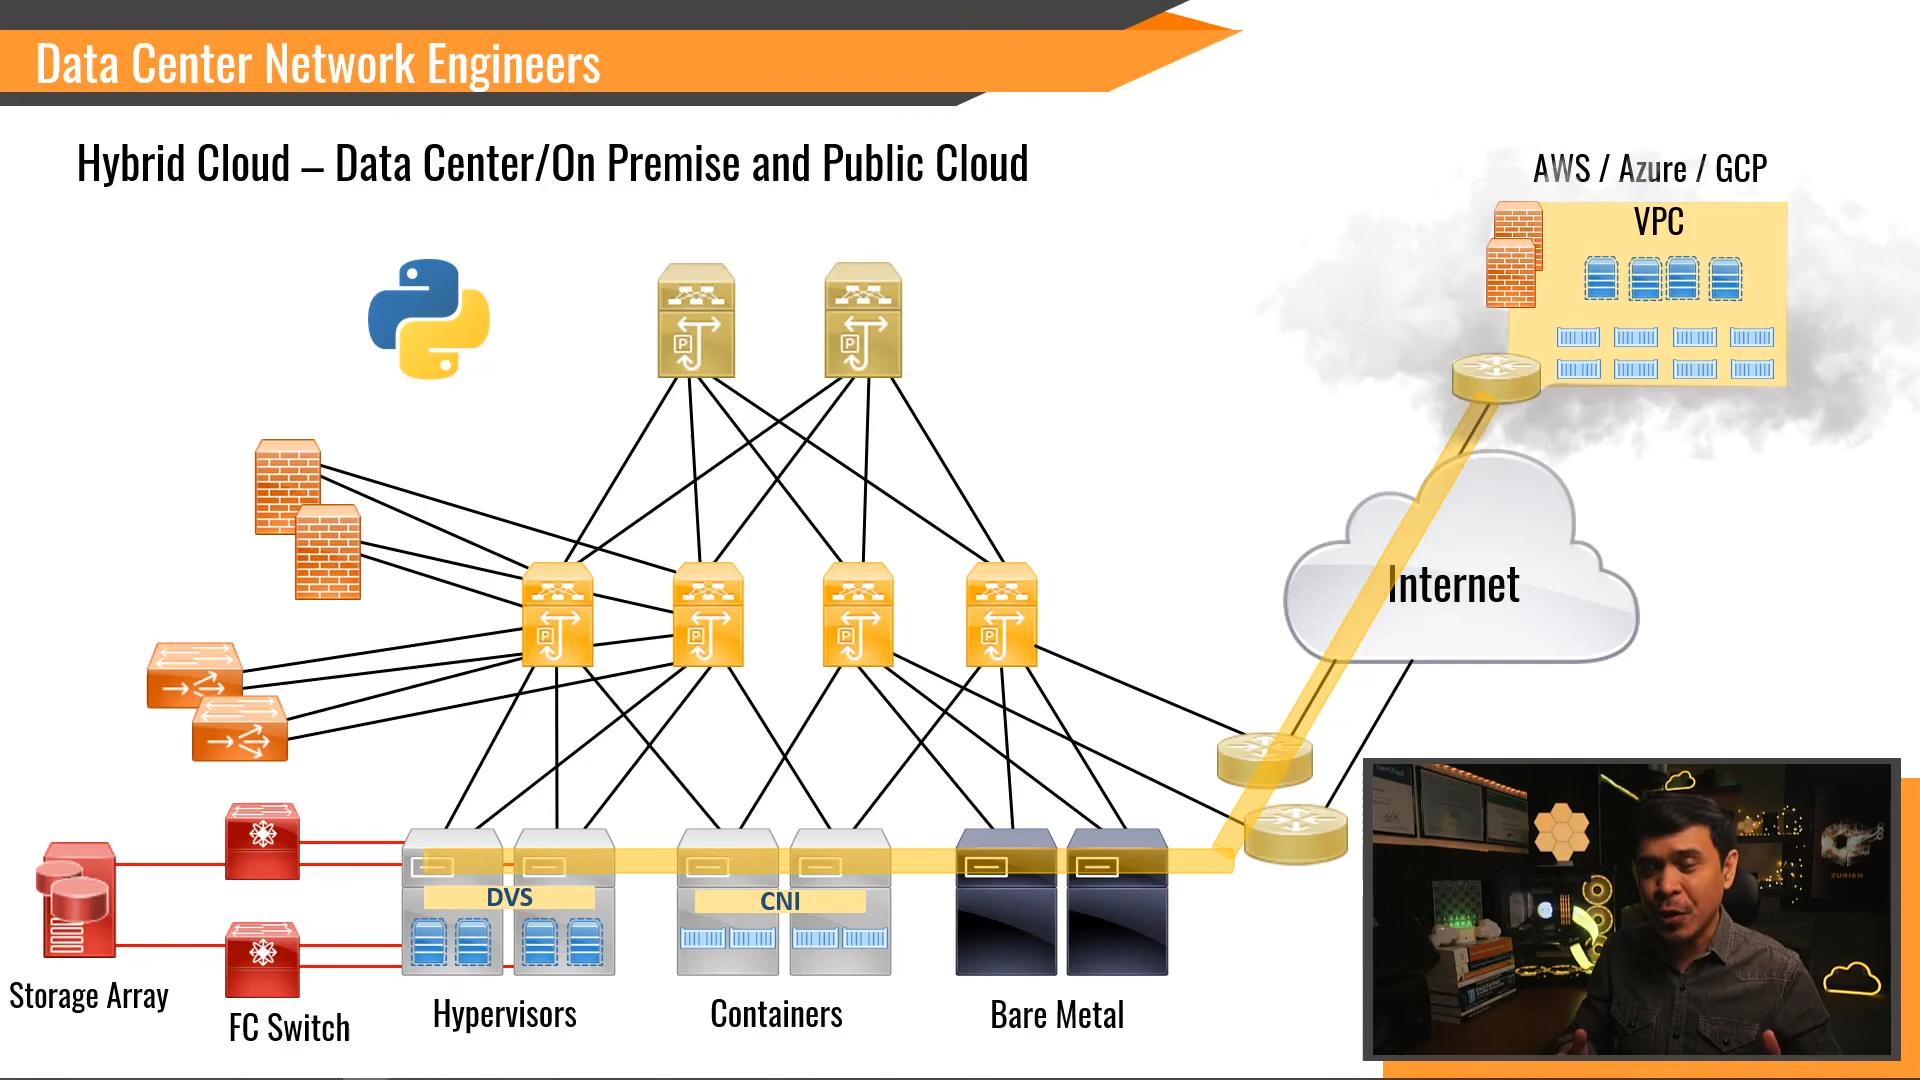 Data Center Network Engineers
Hybrid Cloud – Data Center/On Premise and Public Cloud
AWS / Azure / GCP
VPC
P
P
P
P
P
P
Internet
DVS
CNI
ZURIEN
Storage Array
FC Switch
Hypervisors
Containers
Bare Metal